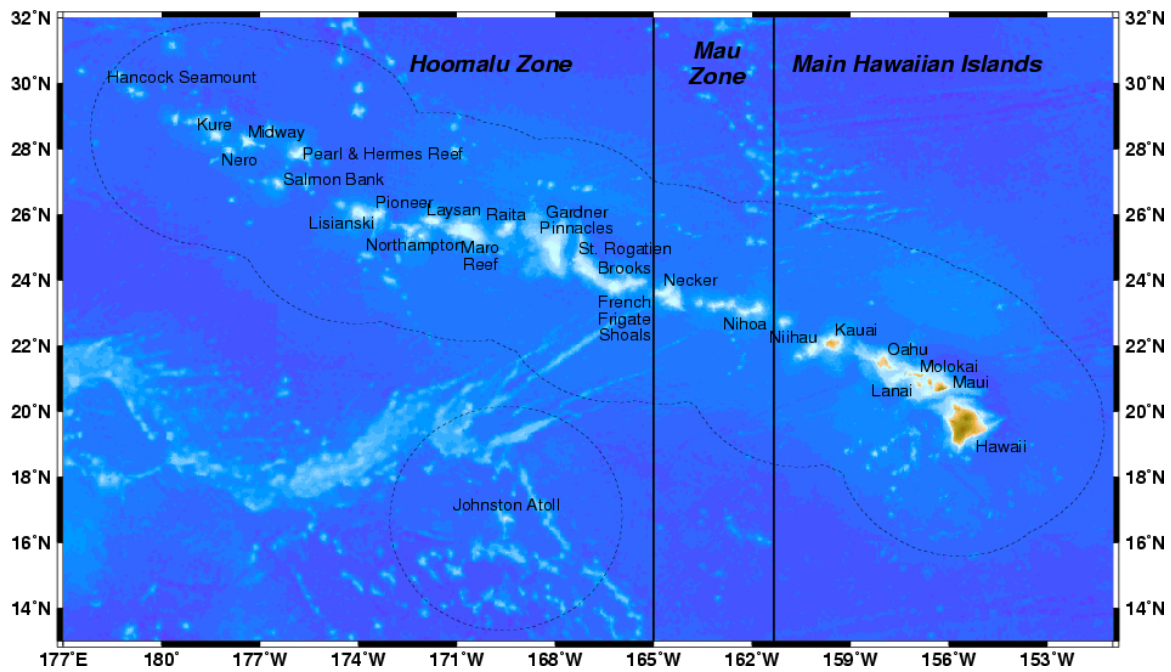 32˚N
32˚N
Hoomalu Zone
Mau
Zone
Main Hawaiian Islands
30˚N
30˚N
Hancock Seamount
28˚N
28˚N
Kure
Midway
Nero
Pearl & Hermes Reef
Salmon Bank
26˚N
26˚N
Pioneer
Lisianski
Laysan
Raita
Gardner
Pinnacles
Northampton
Maro
Reef
St. Rogatien
Brooks
24˚N
24˚N
Necker
French
Frigate
Shoals
Nihoa
Niihau
Kauai
22˚N
22˚N
Oahu
Molokai
Lanai
Maui
20˚N
20˚N
Hawaii
18˚N
18˚N
Johnston Atoll
16˚N
16˚N
14˚N
14˚N
177˚E
180˚
177˚W
174˚W
171˚W
168˚W
165˚W
162˚W
159˚W
156˚W
153˚W